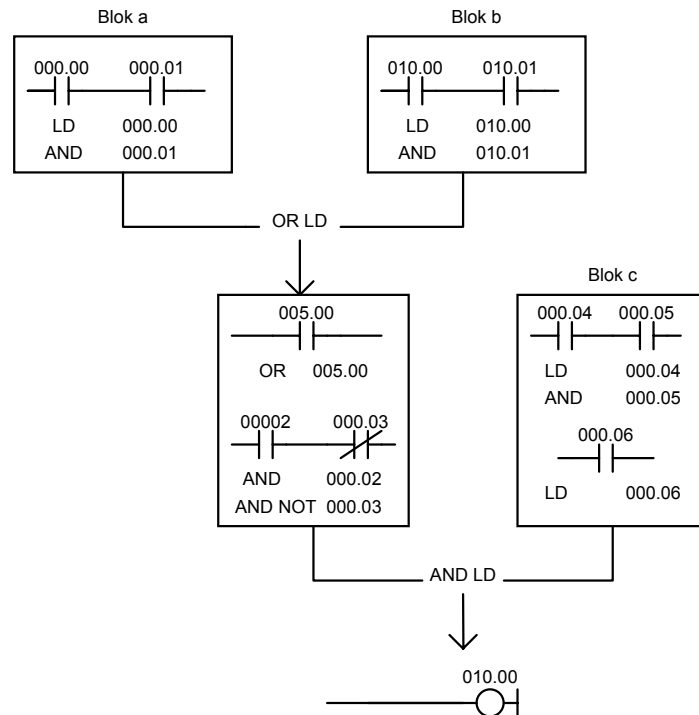 Blok a
000.00 000.01
LD 000.00
AND 000.01
Blok b
010.00 010.01
LD 010.00
AND 010.01
OR LD
005.00
OR 005.00
00002 000.03
AND 000.02
AND NOT 000.03
Blok c
000.04 000.05
LD 000.04
AND 000.05
000.06
LD 000.06
AND LD
010.00